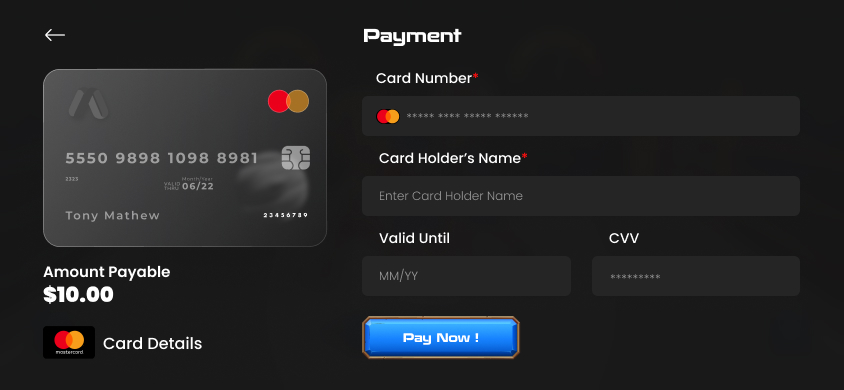 Payment
Card Number*
***** **** ***** ******
5550 9898 1098 8981
2323
Month/Year
VALID THRU 06/22
Tony Mathew
23456789
Card Holder's Name*
Enter Card Holder Name
Valid Until
CVV
MM/YY
*********
Amount Payable
$10.00
mastercard
Card Details
Pay Now !